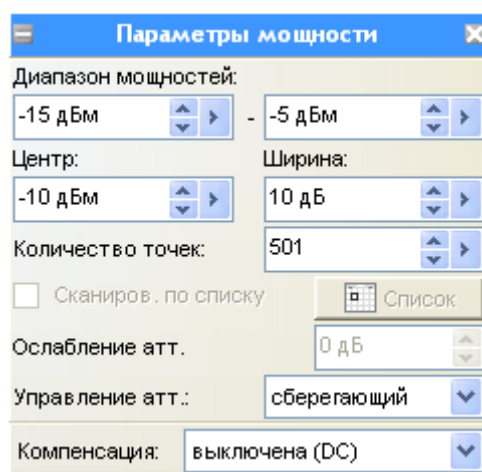 Параметры мощности
Диапазон мощностей:
-15 дБм - -5 дБм
Центр: Ширина:
-10 дБм 10 дБ
Количество точек: 501
Сканиров. по списку Список
Ослабление атт. 0 дБ
Управление атт.: сберегающий
Компенсация: выключена (DC)